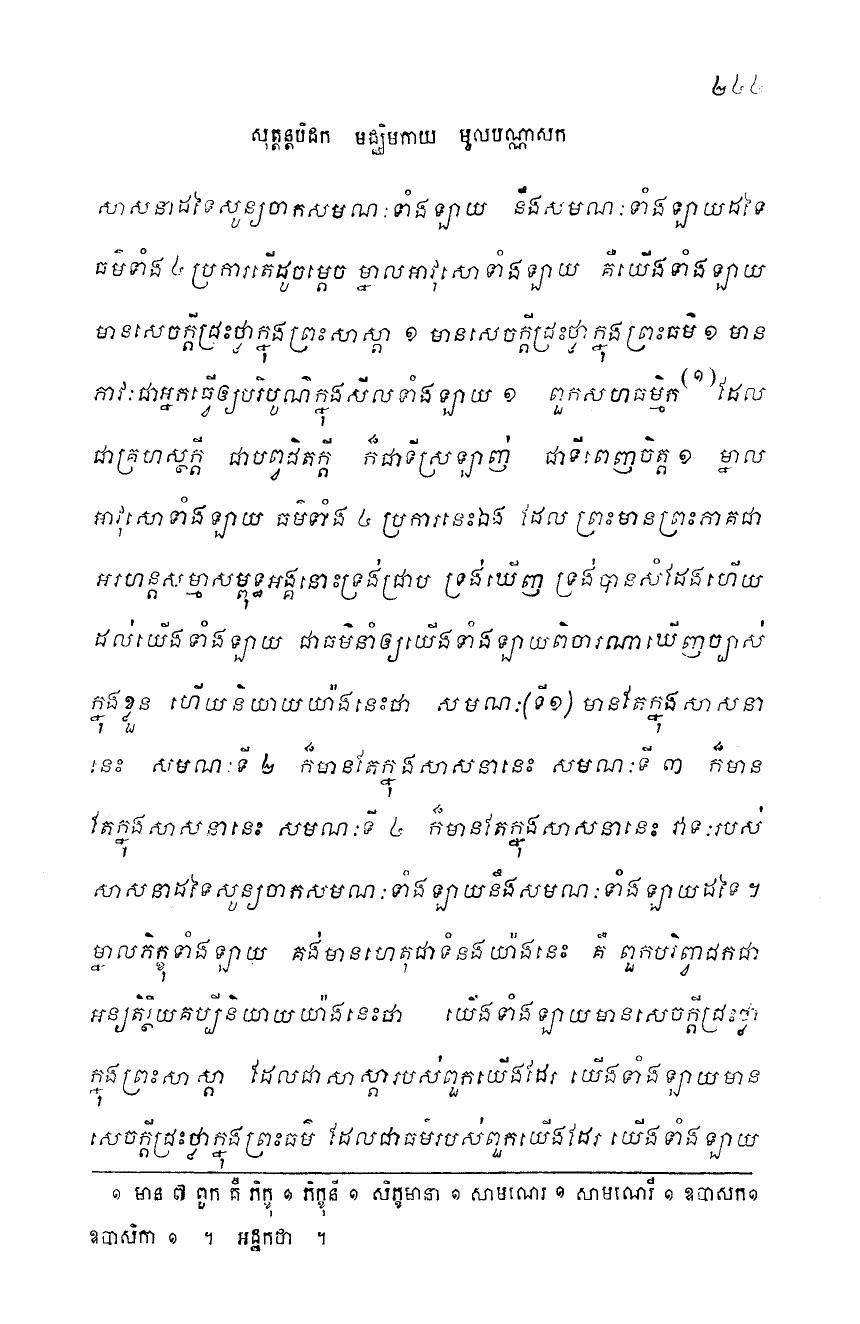 ២៤៤
សុត្តន្តបិដក មជ្ឈិមនិកាយ មូលបណ្ណាសក
សាសនាដទៃសូន្យចាកសមណៈទាំងឡាយ នឹងសមណៈទាំងឡាយដទៃ
ធម៌ទាំង ៤ ប្រការតើដូចម្តេច ម្នាលអាវុសោទាំងឡាយ គឺយើងទាំងឡាយ
មានសេចក្តីជ្រះថ្លាក្នុងព្រះសាស្តា ១ មានសេចក្តីជ្រះថ្លាក្នុងព្រះធម៌ ១ មាន
ភាវៈជាអ្នកធ្វើឲ្យបរិបូណ៌ក្នុងសីលទាំងឡាយ ១ ពួកសហធម្មិក(១)ដែល
ជាគ្រហស្ថក្តី ជាបព្វជិតក្តី ក៏ជាទីស្រឡាញ់ ជាទីពេញចិត្ត ១ ម្នាល
អាវុសោទាំងឡាយ ធម៌ទាំង ៤ ប្រការនេះឯង ដែល ព្រះមានព្រះភាគជា
អរហន្តសម្មាសម្ពុទ្ធអង្គនោះទ្រង់ជ្រាប ទ្រង់ឃើញ ទ្រង់បានសំដែងហើយ
ដល់យើងទាំងឡាយ ជាធម៌នាំឲ្យយើងទាំងឡាយពិចារណាឃើញច្បាស់
ក្នុងខ្លួន ហើយនិយាយយ៉ាងនេះថា សមណៈ(ទី១) មានតែក្នុងសាសនា
នេះ សមណៈទី ២ ក៏មានតែក្នុងសាសនានេះ សមណៈទី ៣ ក៏មាន
តែក្នុងសាសនានេះ សមណៈទី ៤ ក៏មានតែក្នុងសាសនានេះ វាទៈរបស់
សាសនាដទៃសូន្យចាកសមណៈទាំងឡាយនឹងសមណៈទាំងឡាយដទៃ ។
ម្នាលភិក្ខុទាំងឡាយ គង់មានហេតុជាទំនងយ៉ាងនេះ គឺ ពួកបរិព្វាជកជា
អន្យតិរ្ថិយគប្បីនិយាយយ៉ាងនេះថា យើងទាំងឡាយមានសេចក្តីជ្រះថ្លា
ក្នុងព្រះសាស្តា ដែលជាសាស្តារបស់ពួកយើងដែរ យើងទាំងឡាយមាន
សេចក្តីជ្រះថ្លាក្នុងព្រះធម៌ ដែលជាធម៌របស់ពួកយើងដែរ យើងទាំងឡាយ
១ មាន ៧ ពួក គឺ ភិក្ខុ ១ ភិក្ខុនី ១ សិក្ខមានា ១ សាមណេរ ១ សាមណេរី ១ ឧបាសក១
ឧបាសិកា ១ ។ អដ្ឋកថា ។